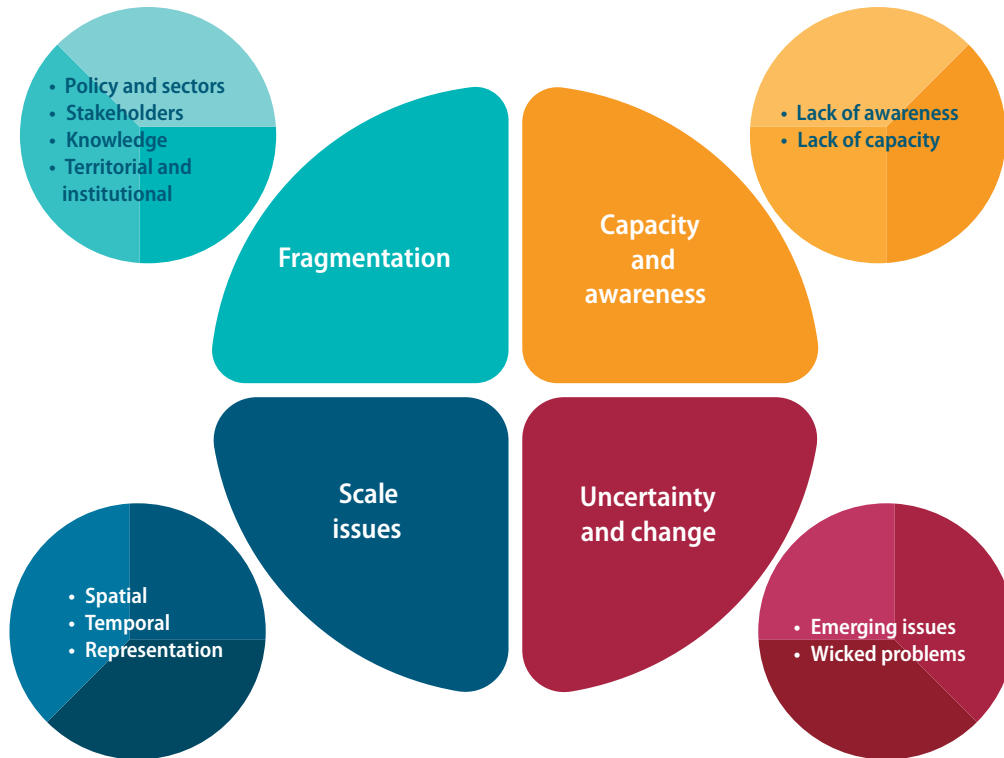 • Policy and sectors
• Stakeholders
• Knowledge
• Territorial and
institutional
• Lack of awareness
• Lack of capacity
Fragmentation
Capacity
and
awareness
Scale
issues
Uncertainty
and change
• Spatial
• Temporal
• Representation
• Emerging issues
• Wicked problems